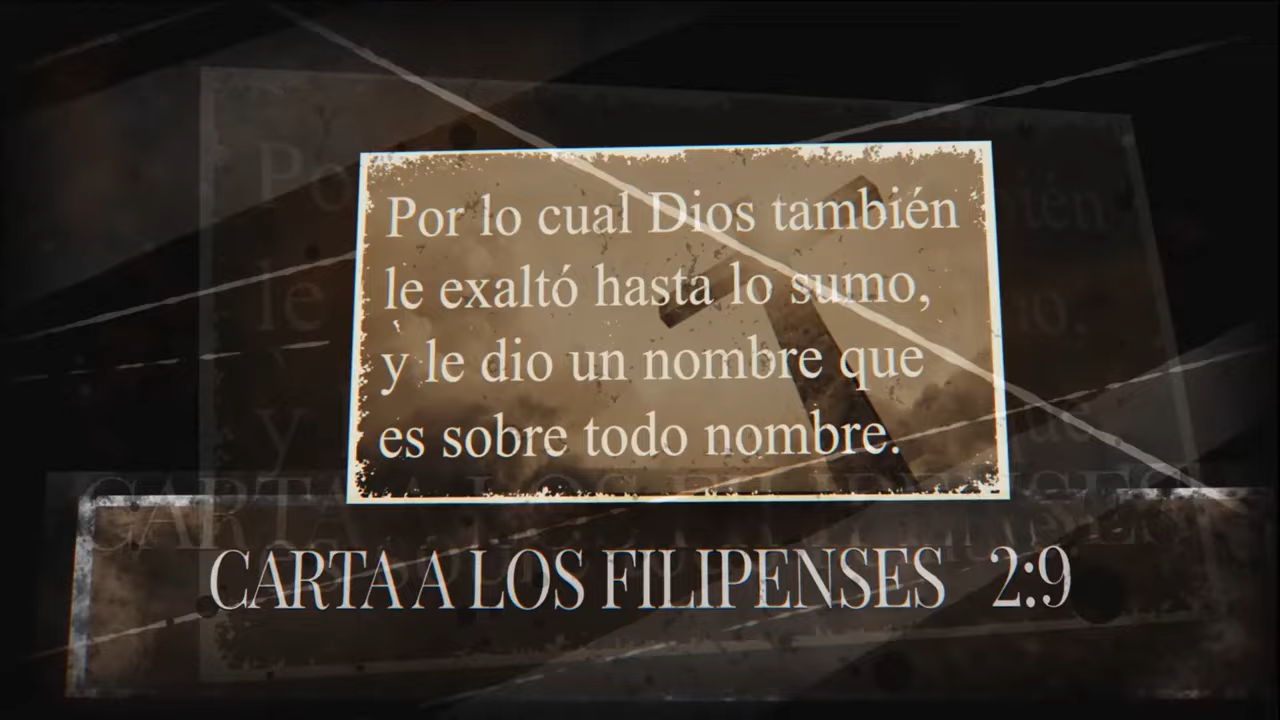 Por lo cual Dios también
le exaltó hasta lo sumo,
y le dio un nombre que
es sobre todo nombre.
CARTA A LOS FILIPENSES 2:9